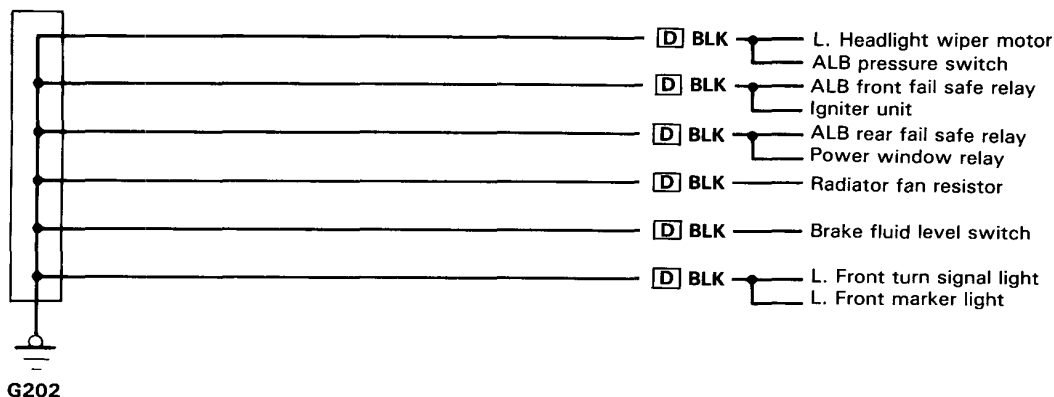 D BLK L. Headlight wiper motor
ALB pressure switch
D BLK ALB front fail safe relay
Igniter unit
D BLK ALB rear fail safe relay
Power window relay
D BLK Radiator fan resistor
D BLK Brake fluid level switch
D BLK L. Front turn signal light
L. Front marker light
G202